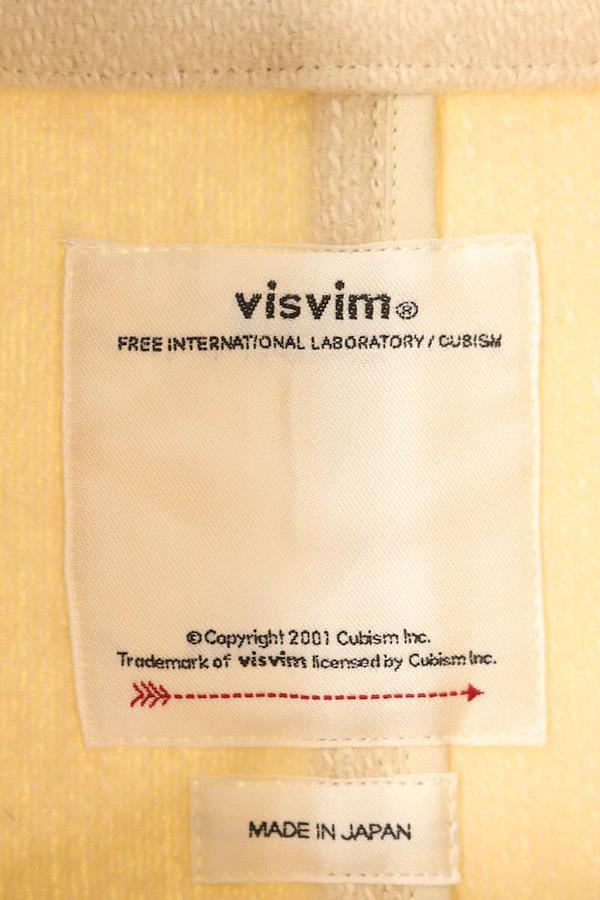 visvim®
FREE INTERNATIONAL LABORATORY / CUBISM
©Copyright 2001 Cubism Inc.
Trademark of visvim licensed by Cubism Inc.
MADE IN JAPAN